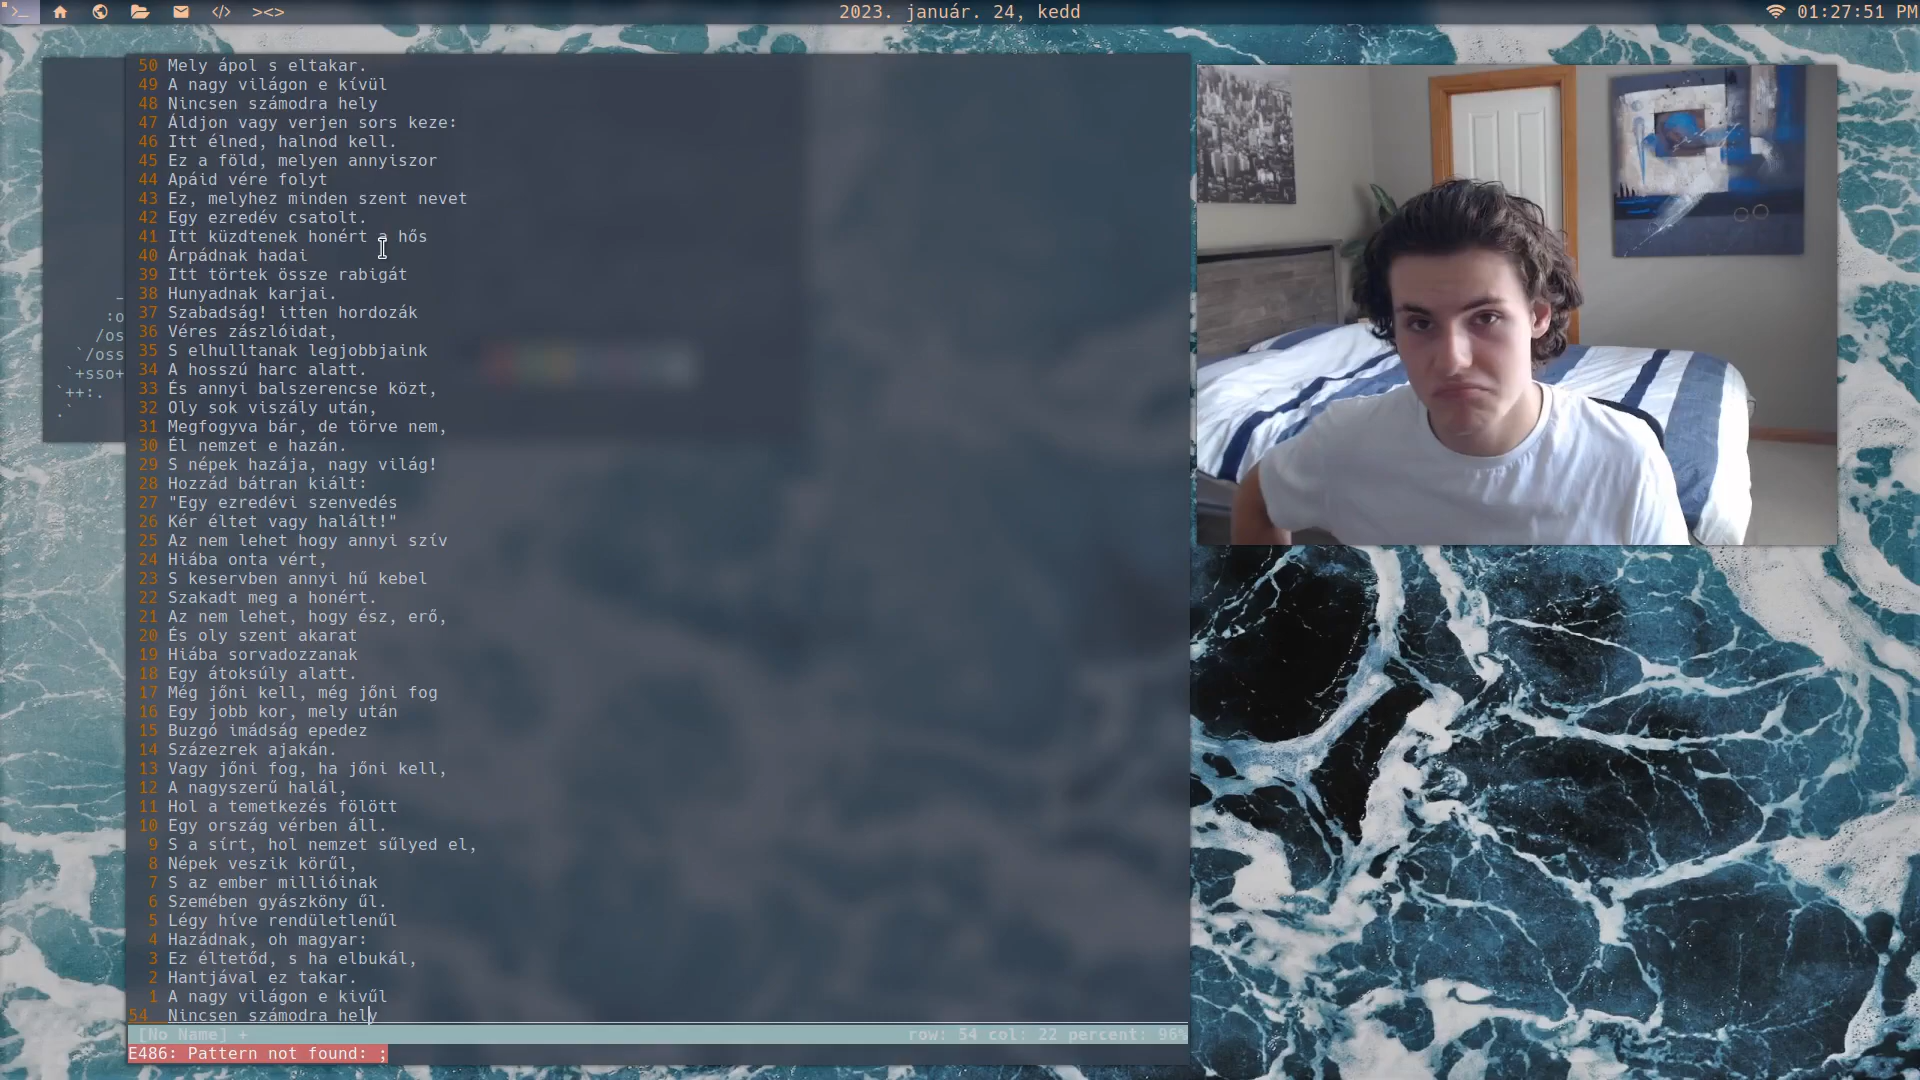 >_ </> ><>
2023. január. 24, kedd
01:27:51 PM
50 Mely ápol s eltakar.
49 A nagy világon e kívül
48 Nincsen számodra hely
47 Áldjon vagy verjen sors keze:
46 Itt élned, halnod kell.
45 Ez a föld, melyen annyiszor
44 Apáid vére folyt
43 Ez, melyhez minden szent nevet
42 Egy ezredév csatolt.
41 Itt küzdtenek honért a hős
40 Árpádnak hadai
39 Itt törtek össze rabigát
38 Hunyadnak karjai.
37 Szabadság! itten hordozák
36 Véres zászlóidat,
35 S elhulltanak legjobbjaink
34 A hosszú harc alatt.
33 És annyi balszerencse közt,
32 Oly sok viszály után,
31 Megfogyva bár, de törve nem,
30 Él nemzet e hazán.
29 S népek hazája, nagy világ!
28 Hozzád bátran kiált:
27 "Egy ezredévi szenvedés
26 Kér éltet vagy halált!"
25 Az nem lehet hogy annyi szív
24 Hiába onta vért,
23 S keservben annyi hű kebel
22 Szakadt meg a honért.
21 Az nem lehet, hogy ész, erő,
20 És oly szent akarat
19 Hiába sorvadozzanak
18 Egy átoksúly alatt.
17 Még jőni kell, még jőni fog
16 Egy jobb kor, mely után
15 Buzgó imádság epedez
14 Százezrek ajakán.
13 Vagy jőni fog, ha jőni kell,
12 A nagyszerű halál,
11 Hol a temetkezés fölött
10 Egy ország vérben áll.
9 S a sírt, hol nemzet sűlyed el,
8 Népek veszik körűl,
7 S az ember millióinak
6 Szemében gyászköny űl.
5 Légy híve rendületlenűl
4 Hazádnak, oh magyar:
3 Ez éltetőd, s ha elbukál,
2 Hantjával ez takar.
1 A nagy világon e kivűl
54 Nincsen számodra hely
[No Name] + row: 54 col: 22 percent: 96%
E486: Pattern not found: ;
-
:o
/os
`/oss
`+sso+
`++:.
.`